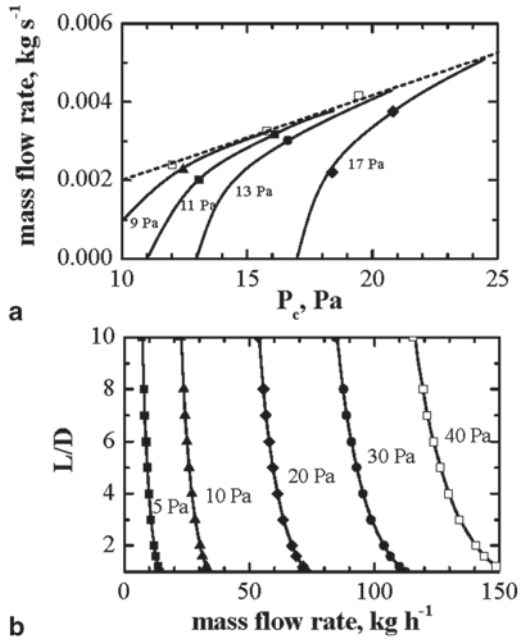 mass flow rate, kg s⁻¹
0.006
0.004
0.002
0.000
9 Pa
11 Pa
13 Pa
17 Pa
10 15 20 25
P_c, Pa
a
L/D
10
8
6
4
2
5 Pa
10 Pa
20 Pa
30 Pa
40 Pa
0 50 100 150
mass flow rate, kg h⁻¹
b